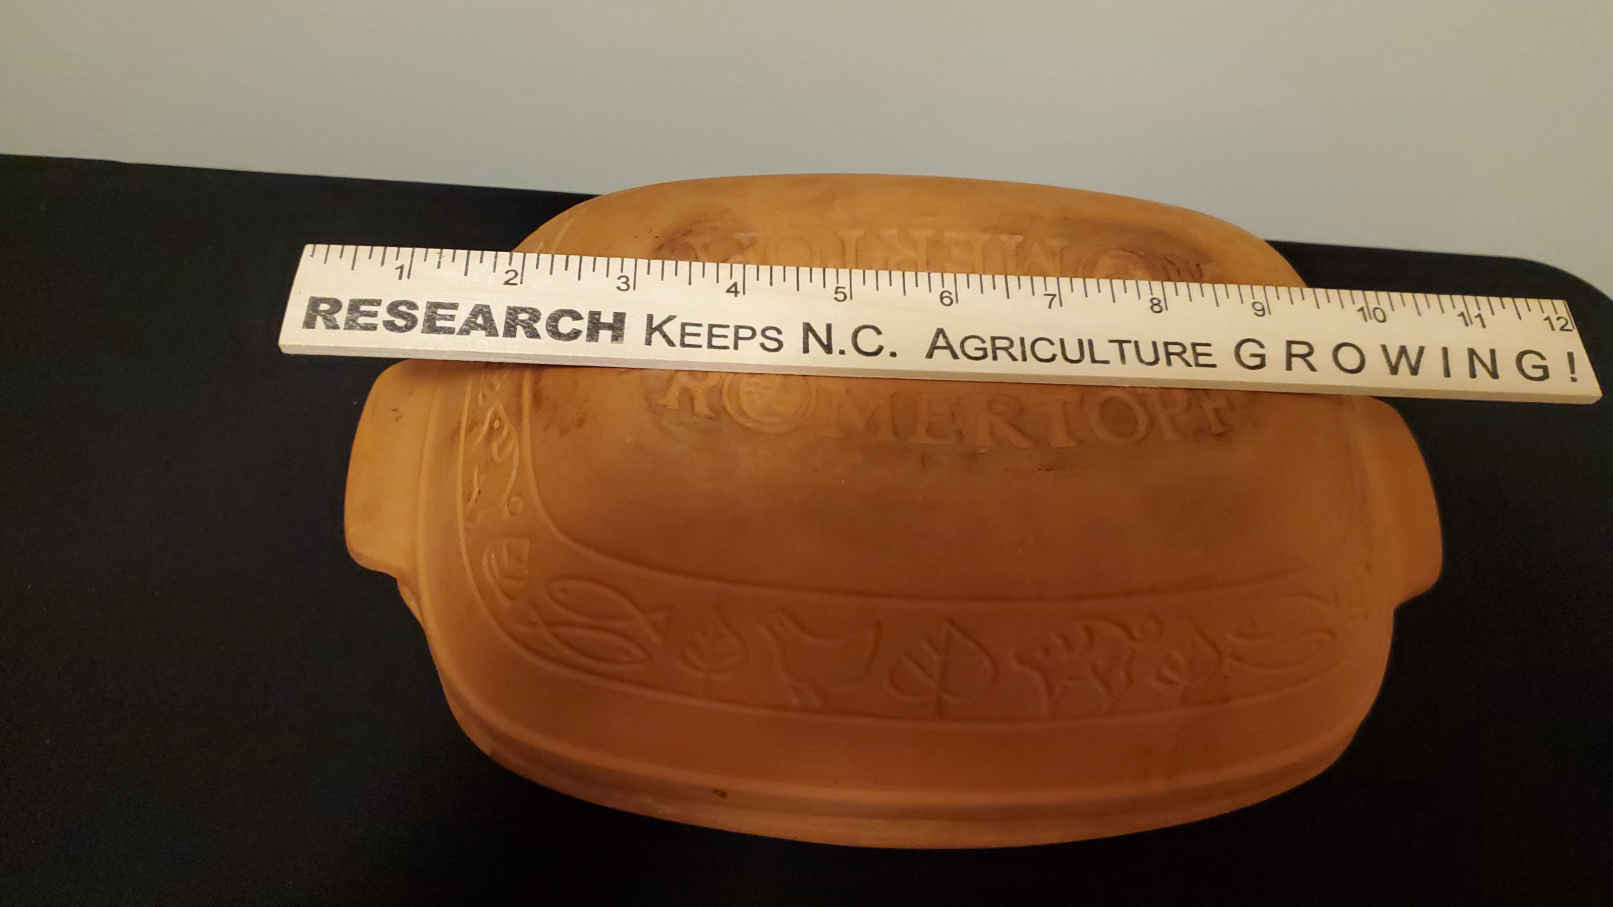 1 2 3 4 5 6 7 8 9 10 11 12
RESEARCH KEEPS N.C. AGRICULTURE GROWING!
RÖMERTOPF